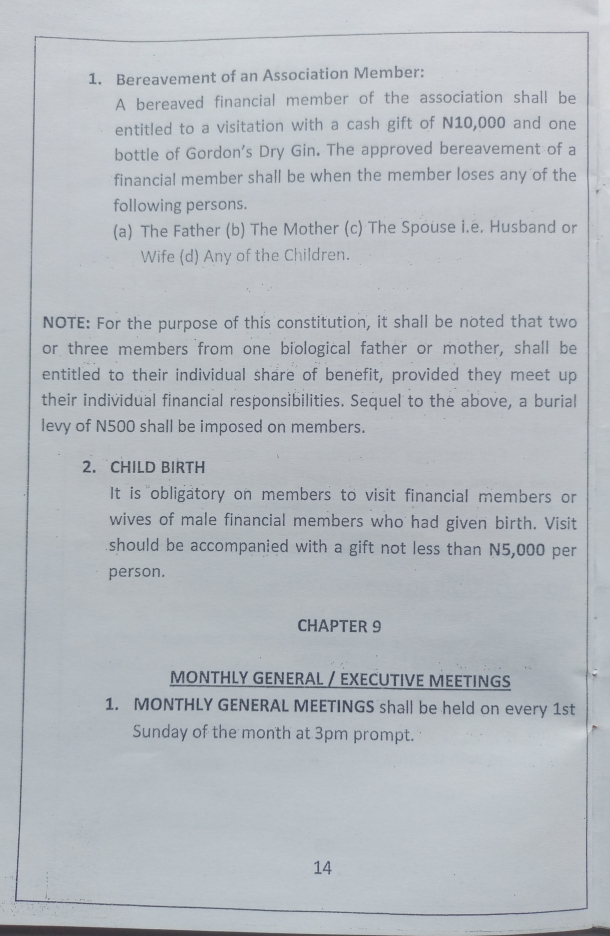 1. Bereavement of an Association Member:
A bereaved financial member of the association shall be
entitled to a visitation with a cash gift of N10,000 and one
bottle of Gordon's Dry Gin. The approved bereavement of a
financial member shall be when the member loses any of the
following persons.
(a) The Father (b) The Mother (c) The Spouse i.e. Husband or
Wife (d) Any of the Children.
NOTE: For the purpose of this constitution, it shall be noted that two
or three members from one biological father or mother, shall be
entitled to their individual share of benefit, provided they meet up
their individual financial responsibilities. Sequel to the above, a burial
levy of N500 shall be imposed on members.
2. CHILD BIRTH
It is obligatory on members to visit financial members or
wives of male financial members who had given birth. Visit
should be accompanied with a gift not less than N5,000 per
person.
CHAPTER 9
MONTHLY GENERAL / EXECUTIVE MEETINGS
1. MONTHLY GENERAL MEETINGS shall be held on every 1st
Sunday of the month at 3pm prompt.
14